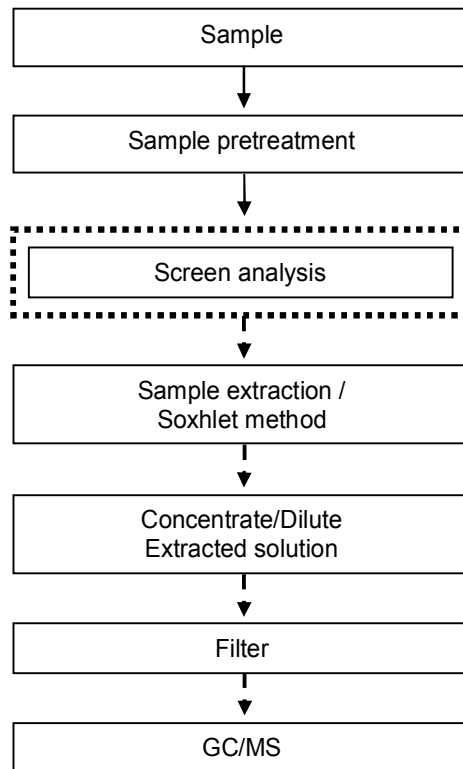 Sample
Sample pretreatment
Screen analysis
Sample extraction /
Soxhlet method
Concentrate/Dilute
Extracted solution
Filter
GC/MS